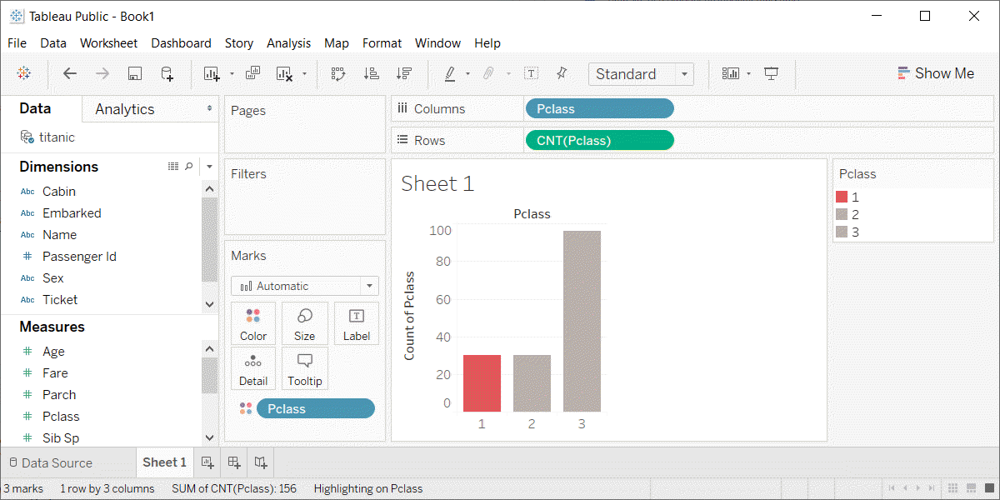 Tableau Public - Book1
File Data Worksheet Dashboard Story Analysis Map Format Window Help
Standard
Show Me
Data
Analytics
titanic
Dimensions
Abc Cabin
Abc Embarked
Abc Name
# Passenger Id
Abc Sex
Abc Ticket
Measures
# Age
# Fare
# Parch
# Pclass
# Sib Sp
Pages
Filters
Marks
Automatic
Color Size Label
Detail Tooltip
Pclass
Columns Pclass
Rows CNT(Pclass)
Sheet 1
Pclass
Count of Pclass
100
80
60
40
20
0
1 2 3
Pclass
1
2
3
Data Source Sheet 1
3 marks 1 row by 3 columns SUM of CNT(Pclass): 156 Highlighting on Pclass